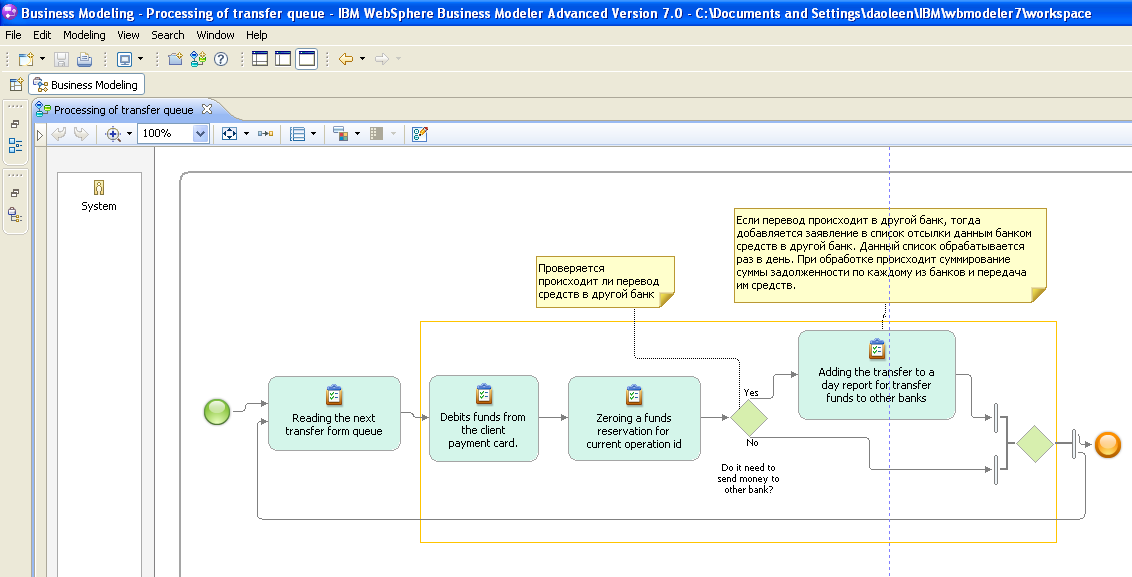 Business Modeling - Processing of transfer queue - IBM WebSphere Business Modeler Advanced Version 7.0 - C:\Documents and Settings\daoleen\IBM\wbmodeler7\workspace
File Edit Modeling View Search Window Help
Business Modeling
Processing of transfer queue
100%
System
Если перевод происходит в другой банк, тогда
добавляется заявление в список отсылки данным банком
средств в другой банк. Данный список обрабатывается
раз в день. При обработке происходит суммирование
суммы задолженности по каждому из банков и передача
им средств.
Проверяется
происходит ли перевод
средств в другой банк
Reading the next
transfer form queue
Debits funds from
the client
payment card.
Zeroing a funds
reservation for
current operation id
Yes
No
Do it need to
send money to
other bank?
Adding the transfer to a
day report for transfer
funds to other banks